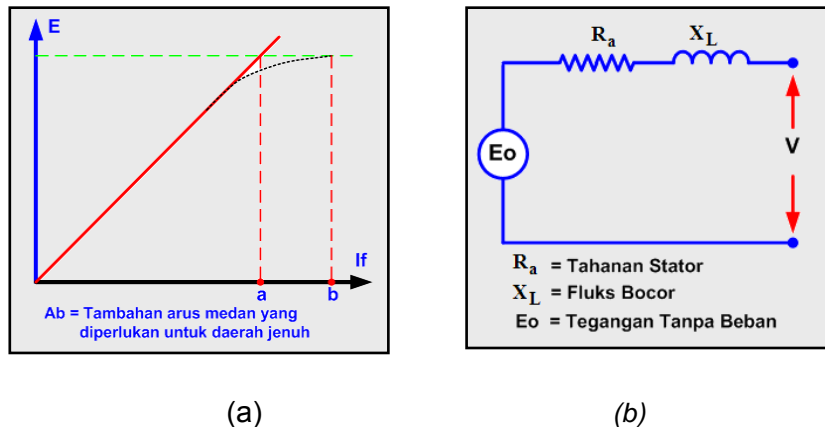 E
If
a
b
Ab = Tambahan arus medan yang
diperlukan untuk daerah jenuh
(a)
Ra
XL
Eo
V
Ra = Tahanan Stator
XL = Fluks Bocor
Eo = Tegangan Tanpa Beban
(b)